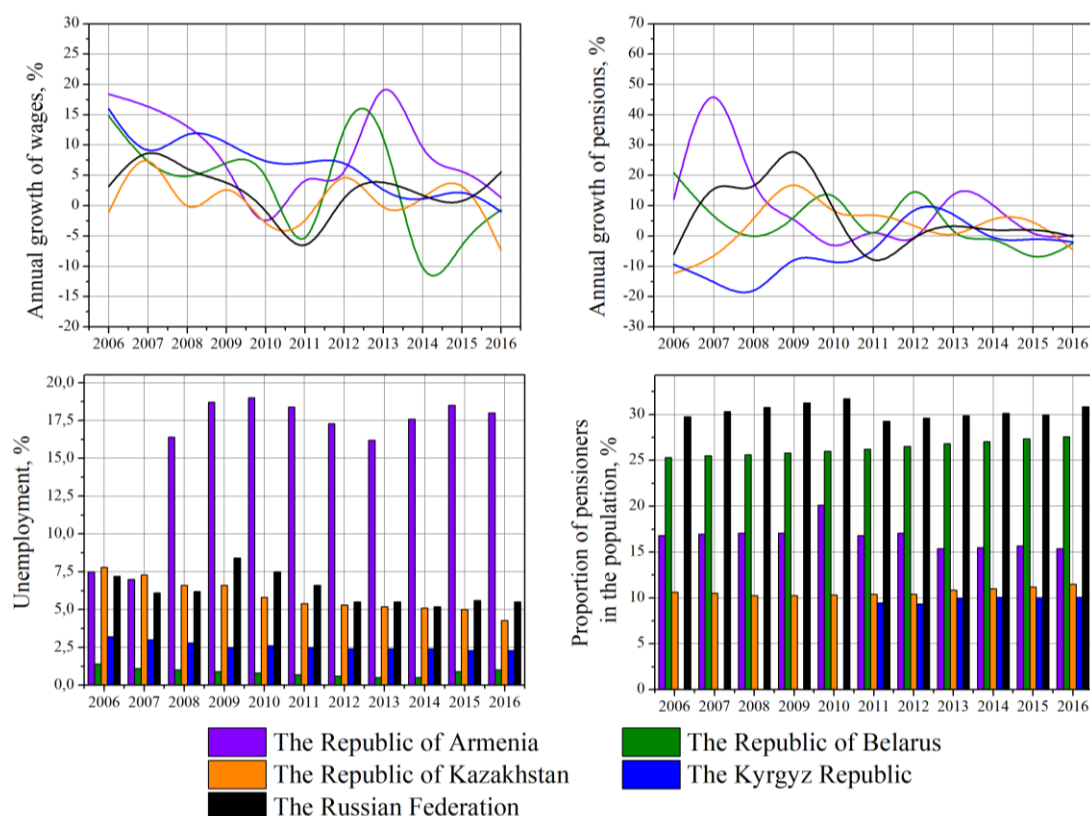 Annual growth of wages, %
30
25
20
15
10
5
0
-5
-10
-15
-20
2006 2007 2008 2009 2010 2011 2012 2013 2014 2015 2016
Annual growth of pensions, %
70
60
50
40
30
20
10
0
-10
-20
-30
2006 2007 2008 2009 2010 2011 2012 2013 2014 2015 2016
Unemployment, %
20,0
17,5
15,0
12,5
10,0
7,5
5,0
2,5
0,0
2006 2007 2008 2009 2010 2011 2012 2013 2014 2015 2016
Proportion of pensioners
in the population, %
30
25
20
15
10
5
0
2006 2007 2008 2009 2010 2011 2012 2013 2014 2015 2016
The Republic of Armenia
The Republic of Kazakhstan
The Russian Federation
The Republic of Belarus
The Kyrgyz Republic